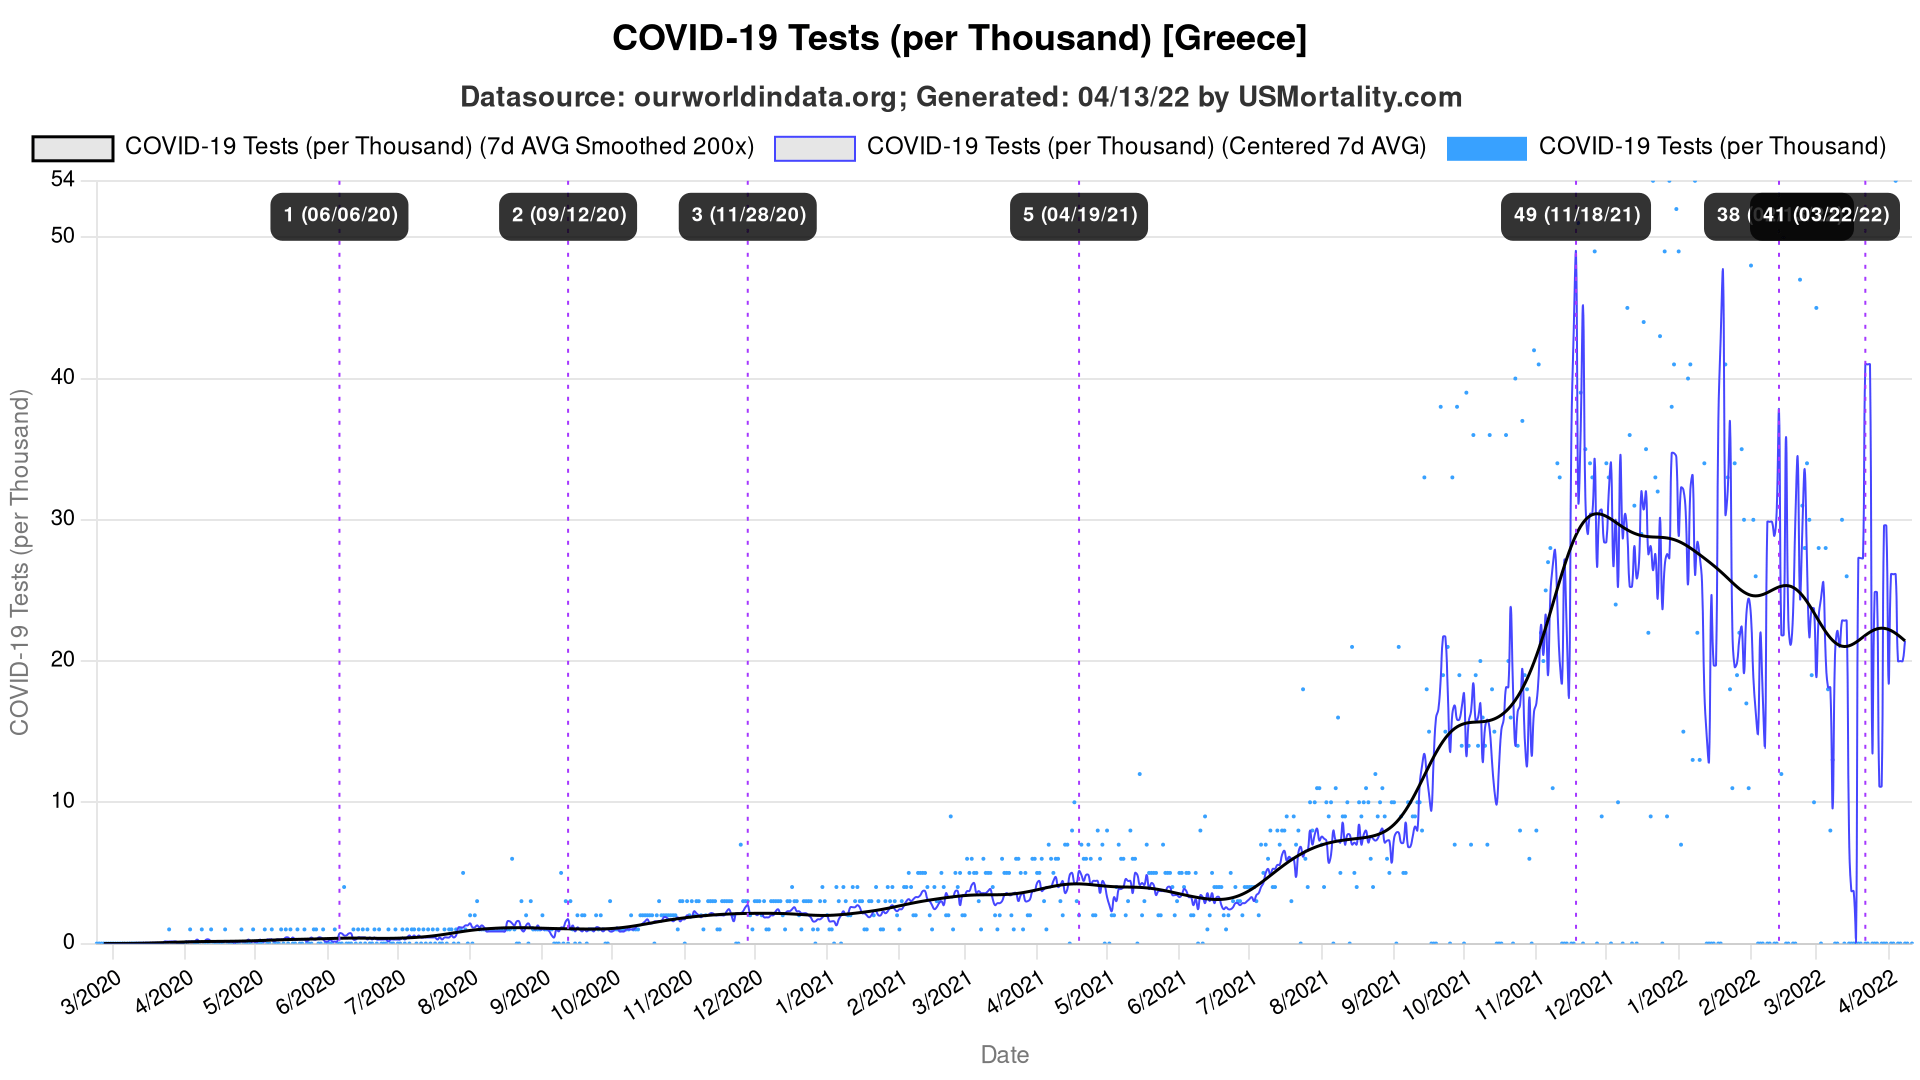 COVID-19 Tests (per Thousand) [Greece]
Datasource: ourworldindata.org; Generated: 04/13/22 by USMortality.com
COVID-19 Tests (per Thousand) (7d AVG Smoothed 200x) COVID-19 Tests (per Thousand) (Centered 7d AVG) COVID-19 Tests (per Thousand)
54
1 (06/06/20) 2 (09/12/20) 3 (11/28/20) 5 (04/19/21) 49 (11/18/21) 38 41 (03/22/22)
50
40
30
20
10
0
COVID-19 Tests (per Thousand)
3/2020 4/2020 5/2020 6/2020 7/2020 8/2020 9/2020 10/2020 11/2020 12/2020 1/2021 2/2021 3/2021 4/2021 5/2021 6/2021 7/2021 8/2021 9/2021 10/2021 11/2021 12/2021 1/2022 2/2022 3/2022 4/2022
Date